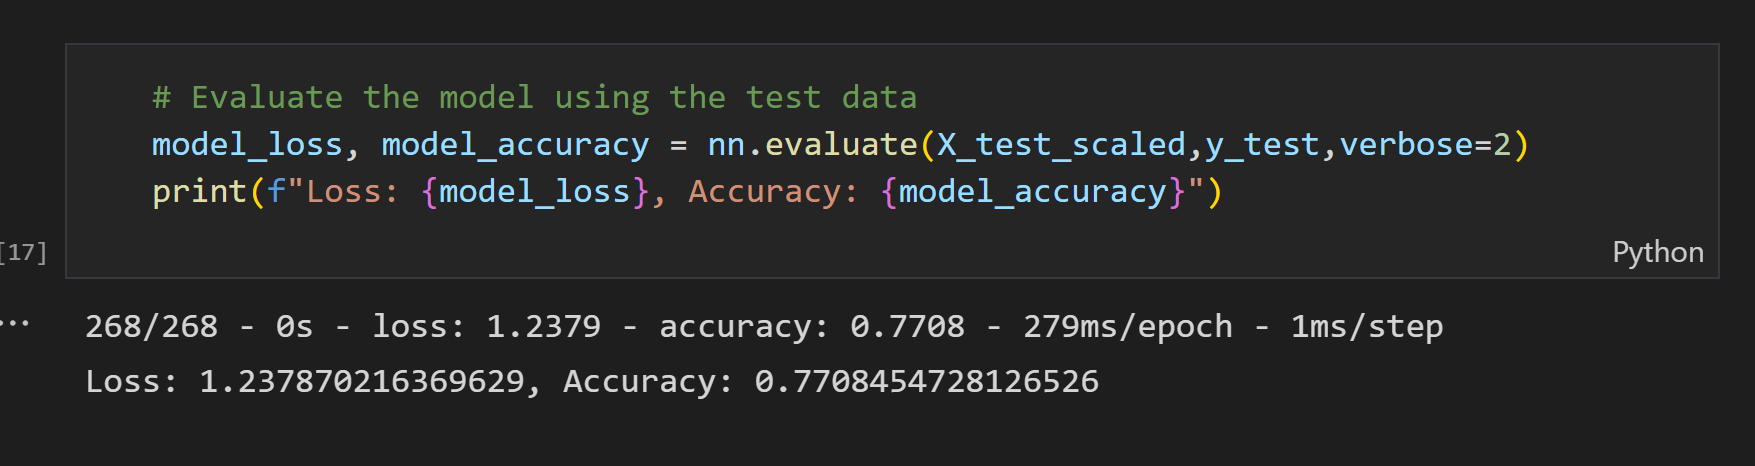 # Evaluate the model using the test data
model_loss, model_accuracy = nn.evaluate(X_test_scaled,y_test,verbose=2)
print(f"Loss: {model_loss}, Accuracy: {model_accuracy}")
[17]
Python
...
268/268 - 0s - loss: 1.2379 - accuracy: 0.7708 - 279ms/epoch - 1ms/step
Loss: 1.237870216369629, Accuracy: 0.7708454728126526